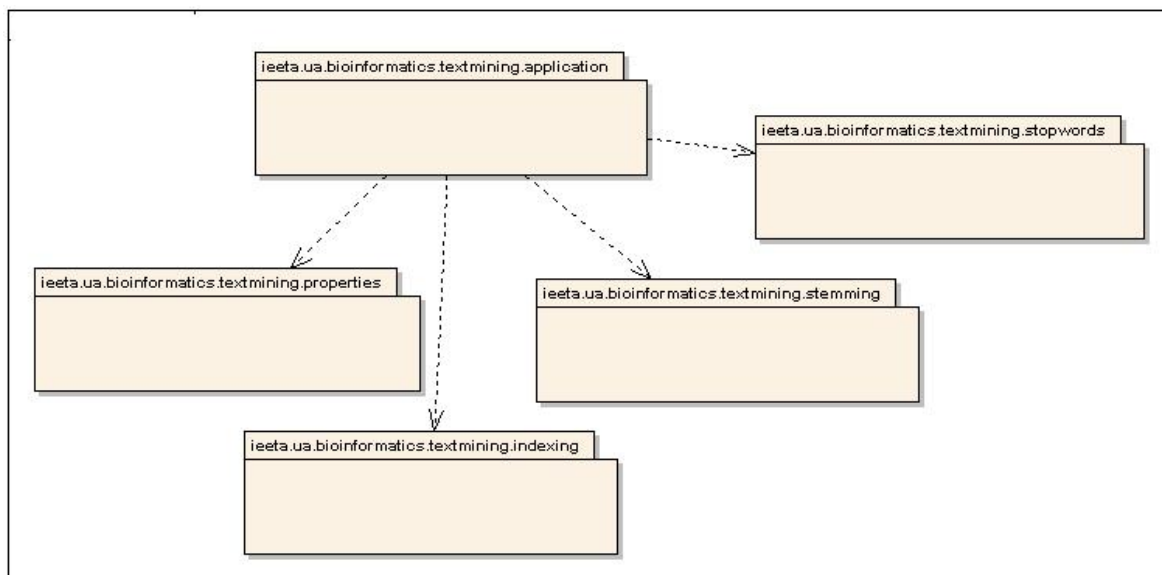 ieeta.ua.bioinformatics.textmining.application
ieeta.ua.bioinformatics.textmining.stopwords
ieeta.ua.bioinformatics.textmining.properties
ieeta.ua.bioinformatics.textmining.stemming
ieeta.ua.bioinformatics.textmining.indexing